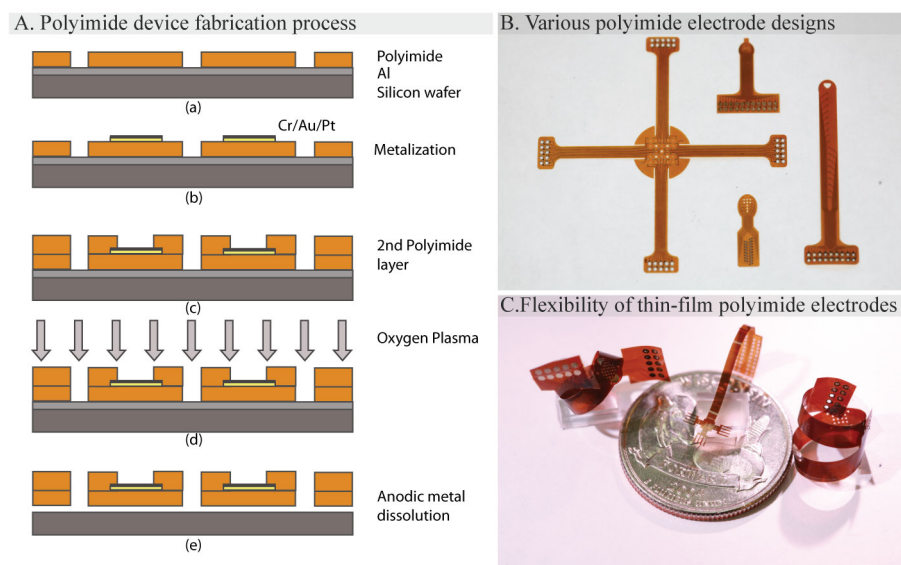 A. Polyimide device fabrication process
Polyimide
Al
Silicon wafer
(a)
Cr/Au/Pt
Metalization
(b)
2nd Polyimide
layer
(c)
Oxygen Plasma
(d)
Anodic metal
dissolution
(e)
B. Various polyimide electrode designs
C.Flexibility of thin-film polyimide electrodes